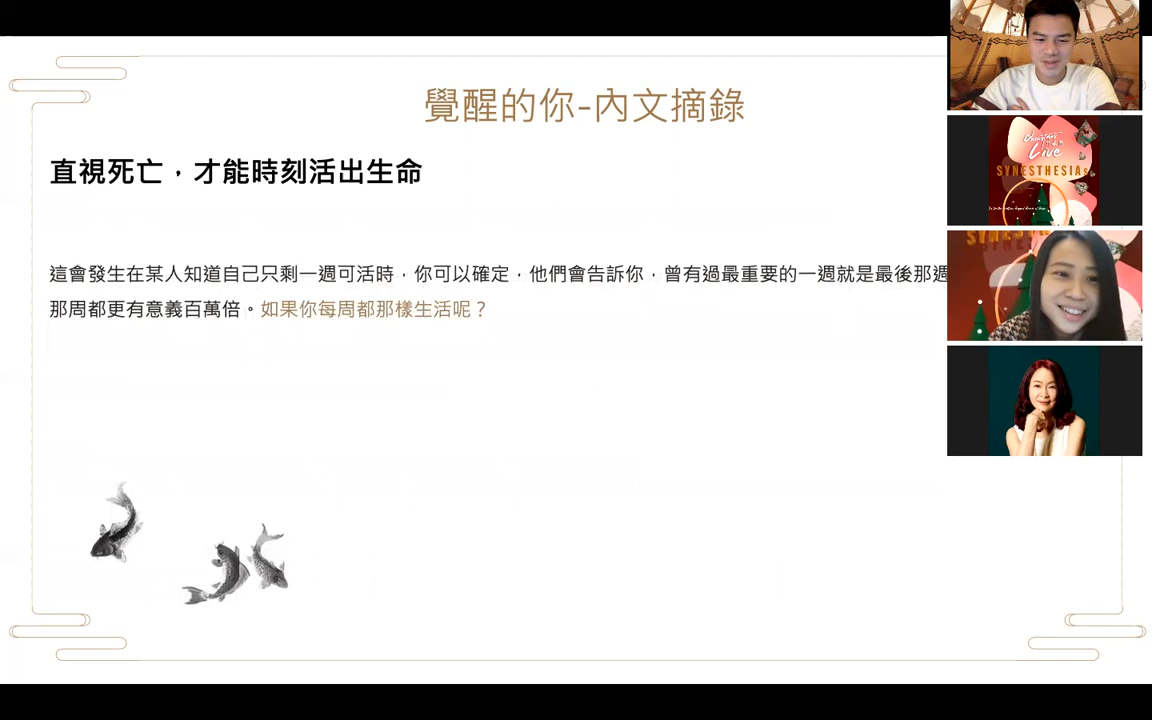 覺醒的你-內文摘錄
直視死亡，才能時刻活出生命
這會發生在某人知道自己只剩一週可活時，你可以確定，他們會告訴你，曾有過最重要的一週就是最後那週
那周都更有意義百萬倍。如果你每周都那樣生活呢？
Live
SYNESTHESIAs